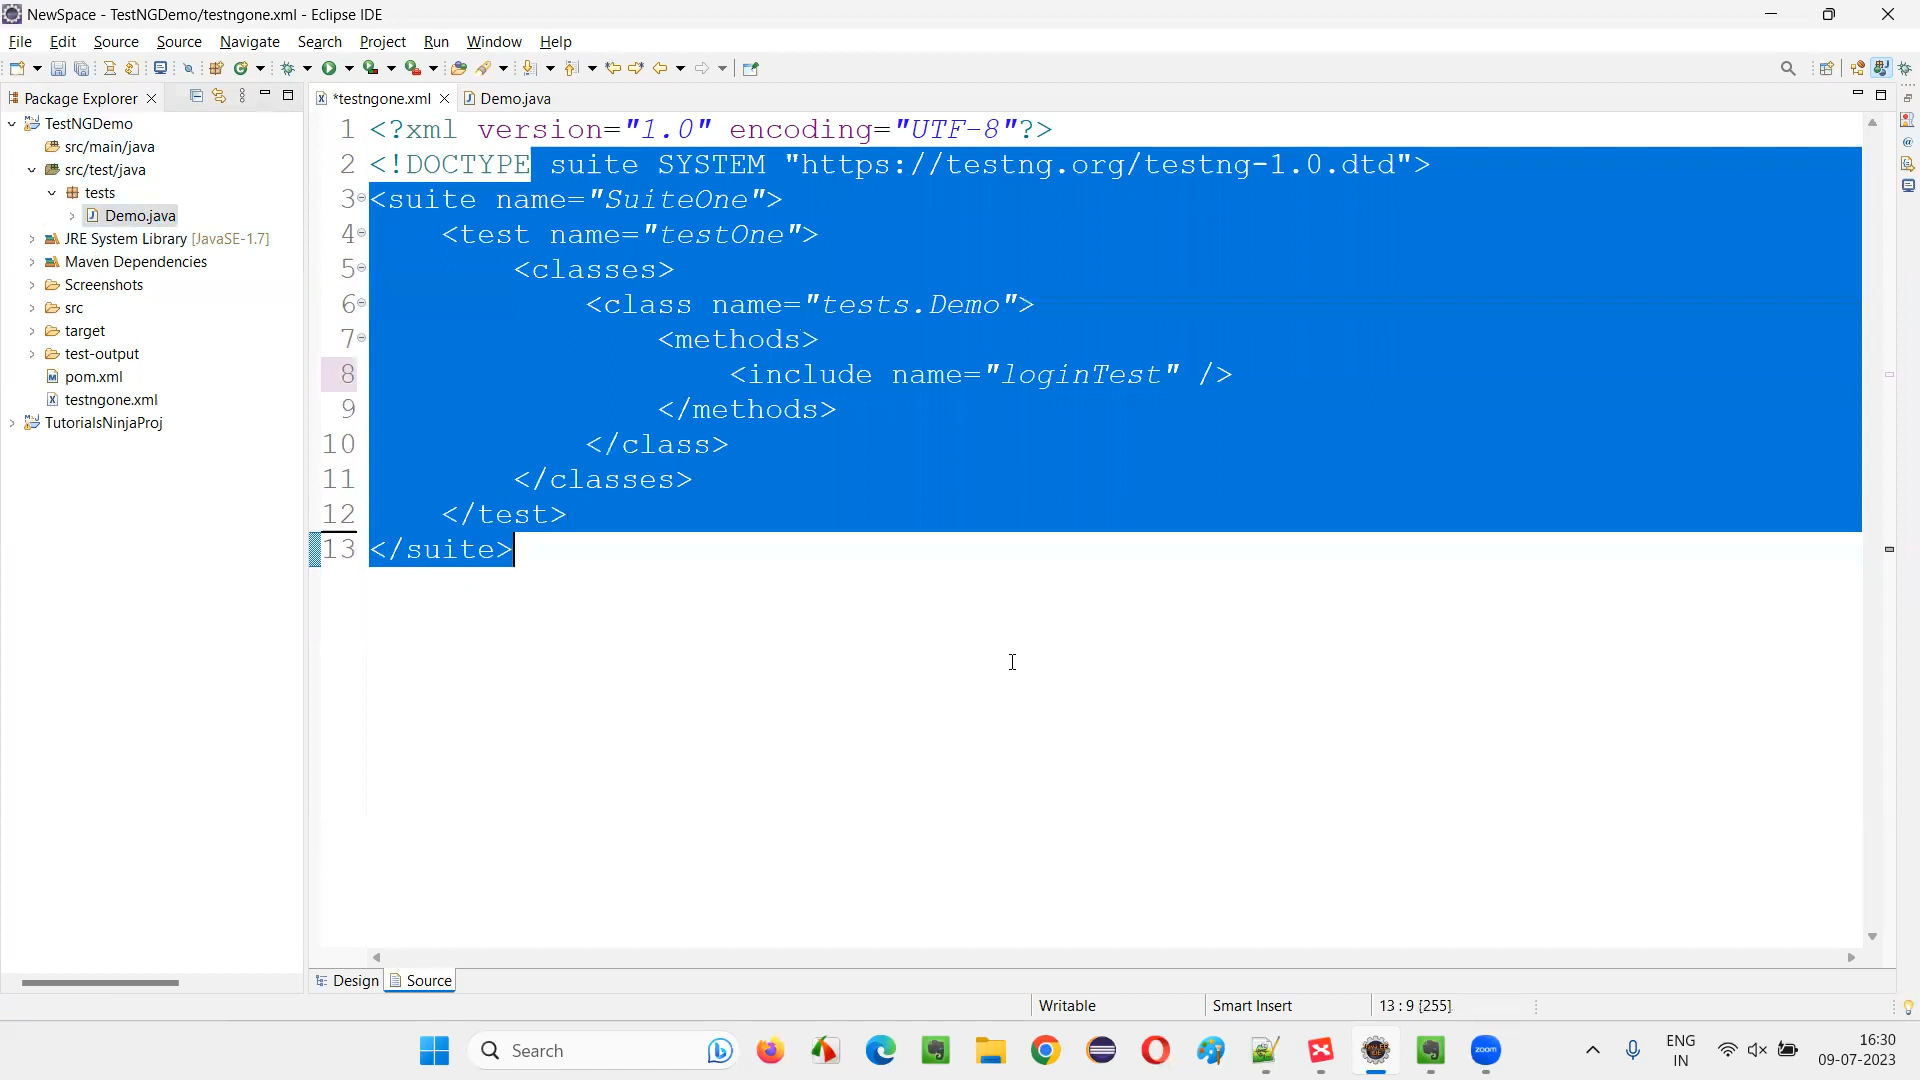 NewSpace - TestNGDemo/testngone.xml - Eclipse IDE
File Edit Source Source Navigate Search Project Run Window Help
Package Explorer
*testngone.xml Demo.java
TestNGDemo
src/main/java
src/test/java
tests
Demo.java
JRE System Library [JavaSE-1.7]
Maven Dependencies
Screenshots
src
target
test-output
pom.xml
testngone.xml
TutorialsNinjaProj
1 <?xml version="1.0" encoding="UTF-8"?>
2 <!DOCTYPE suite SYSTEM "https://testng.org/testng-1.0.dtd">
3 <suite name="SuiteOne">
4 <test name="testOne">
5 <classes>
6 <class name="tests.Demo">
7 <methods>
8 <include name="loginTest" />
9 </methods>
10 </class>
11 </classes>
12 </test>
13 </suite>
Design Source
Writable Smart Insert 13 : 9 [255]
Search
zoom
ENG
IN
16:30
09-07-2023